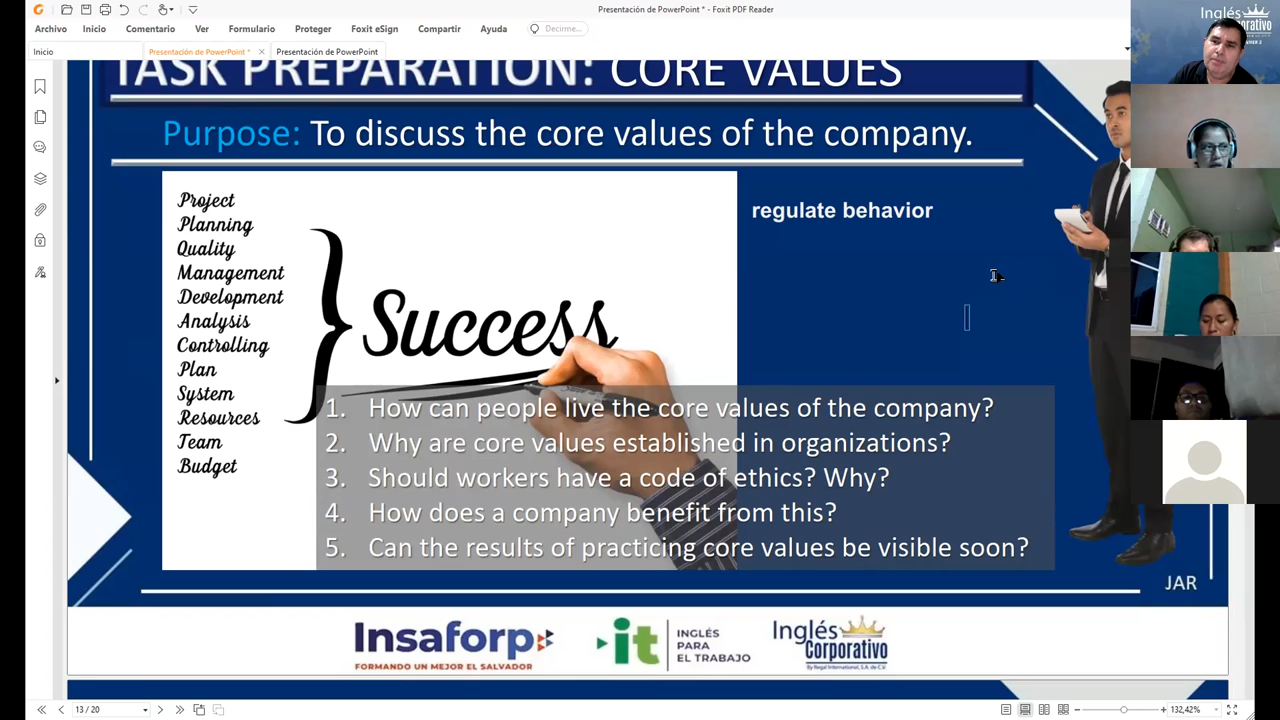 Presentación de PowerPoint * - Foxit PDF Reader
Archivo Inicio Comentario Ver Formulario Proteger Foxit eSign Compartir Ayuda Decirme...
Inicio Presentación de PowerPoint * Presentación de PowerPoint
Inglés
Corporativo
TASK PREPARATION: CORE VALUES
Purpose: To discuss the core values of the company.
Project
Planning
Quality
Management
Development
Analysis
Controlling
Plan
System
Resources
Team
Budget
Success
regulate behavior
1. How can people live the core values of the company?
2. Why are core values established in organizations?
3. Should workers have a code of ethics? Why?
4. How does a company benefit from this?
5. Can the results of practicing core values be visible soon?
JAR
Insaforp
FORMANDO UN MEJOR EL SALVADOR
it
INGLÉS
PARA
EL TRABAJO
Inglés
Corporativo
By Regal International, S.A. de C.V.
13 / 20
132,42%